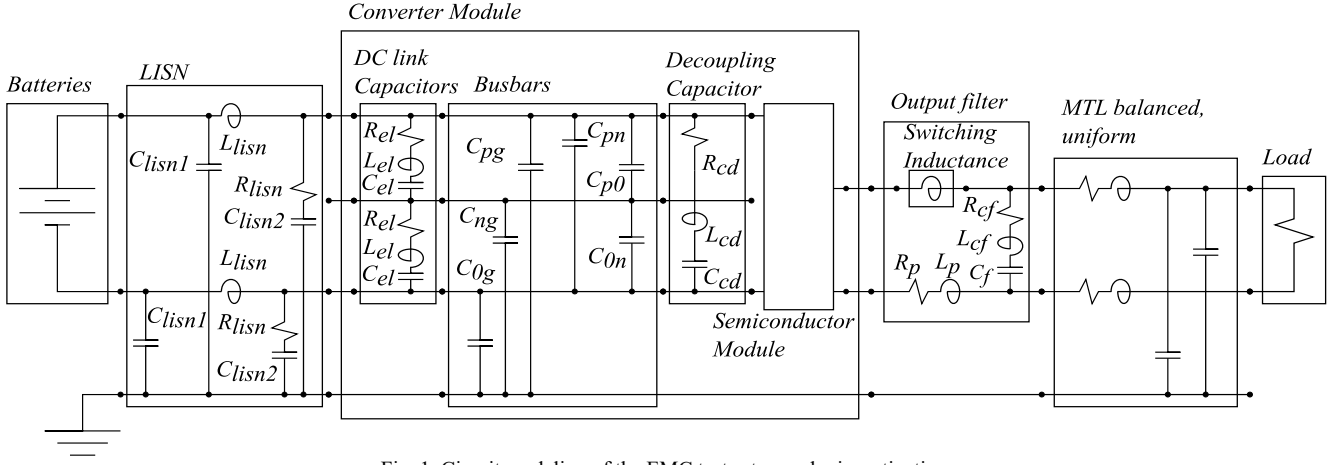 Converter Module
Batteries
LISN
DC link
Capacitors
Busbars
Decoupling
Capacitor
Output filter
Switching
Inductance
MTL balanced,
uniform
Load
Clisn1
Llisn
Rlisn
Clisn2
Llisn
Clisn1
Rlisn
Clisn2
Rel
Lel
Cel
Rel
Lel
Cel
Cpg
Cpn
Cp0
Cng
C0g
C0n
Rcd
Lcd
Ccd
Semiconductor
Module
Rcf
Lcf
Cf
Rp
Lp